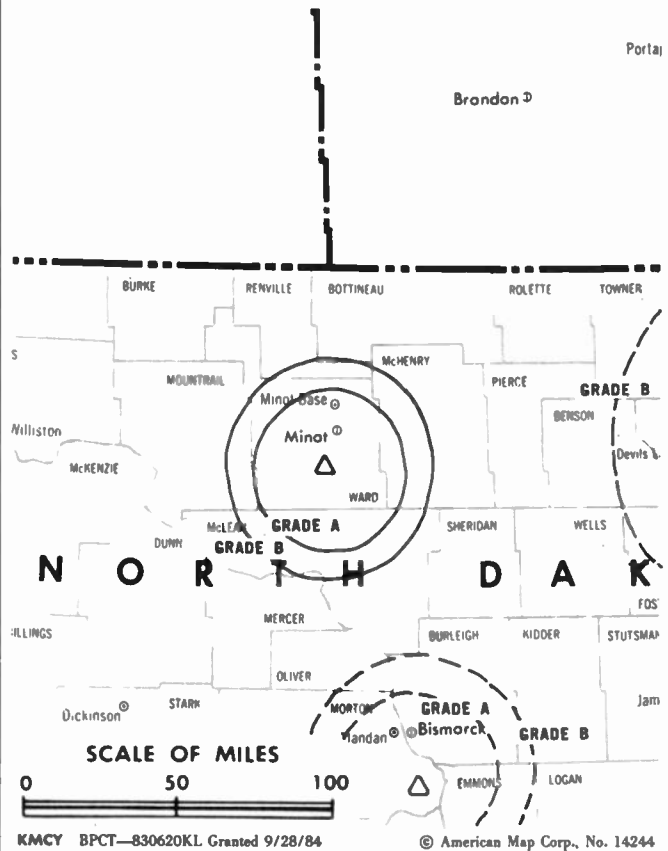 Portaj
Brandon
BURKE RENVILLE BOTTINEAU ROLETTE TOWNER
S
McHENRY
MOUNTRAIL
PIERCE
GRADE B
Minot Base
BENSON
Williston
Minot
Devils
McKENZIE
WARD
McLEAN GRADE A
SHERIDAN WELLS
DUNN
GRADE B
N O R T H D A K
FOS
MERCER
ILLINGS
BURLEIGH KIDDER STUTSMAN
OLIVER
STARK
MORTON
GRADE A
Jam
Dickinson
Mandan Bismarck
GRADE B
SCALE OF MILES
0 50 100
EMMONS LOGAN
KMCY BPCT—830620KL Granted 9/28/84 © American Map Corp., No. 14244